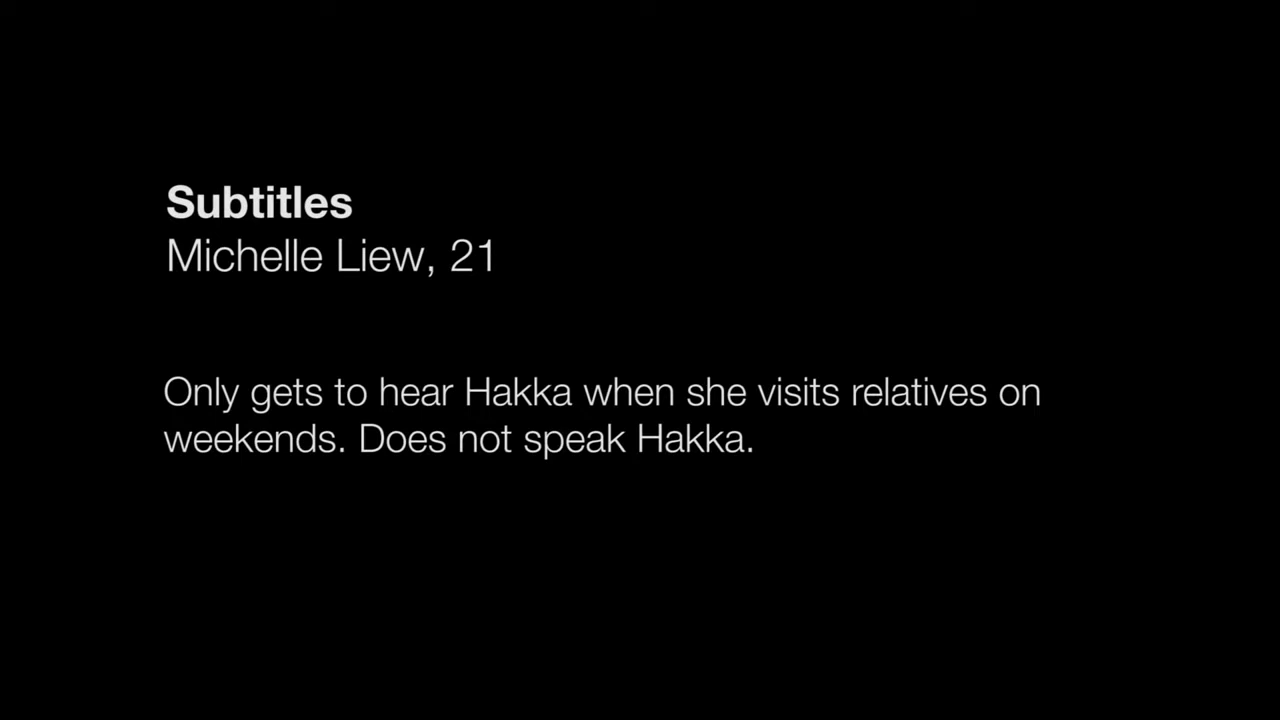 Subtitles
Michelle Liew, 21
Only gets to hear Hakka when she visits relatives on
weekends. Does not speak Hakka.